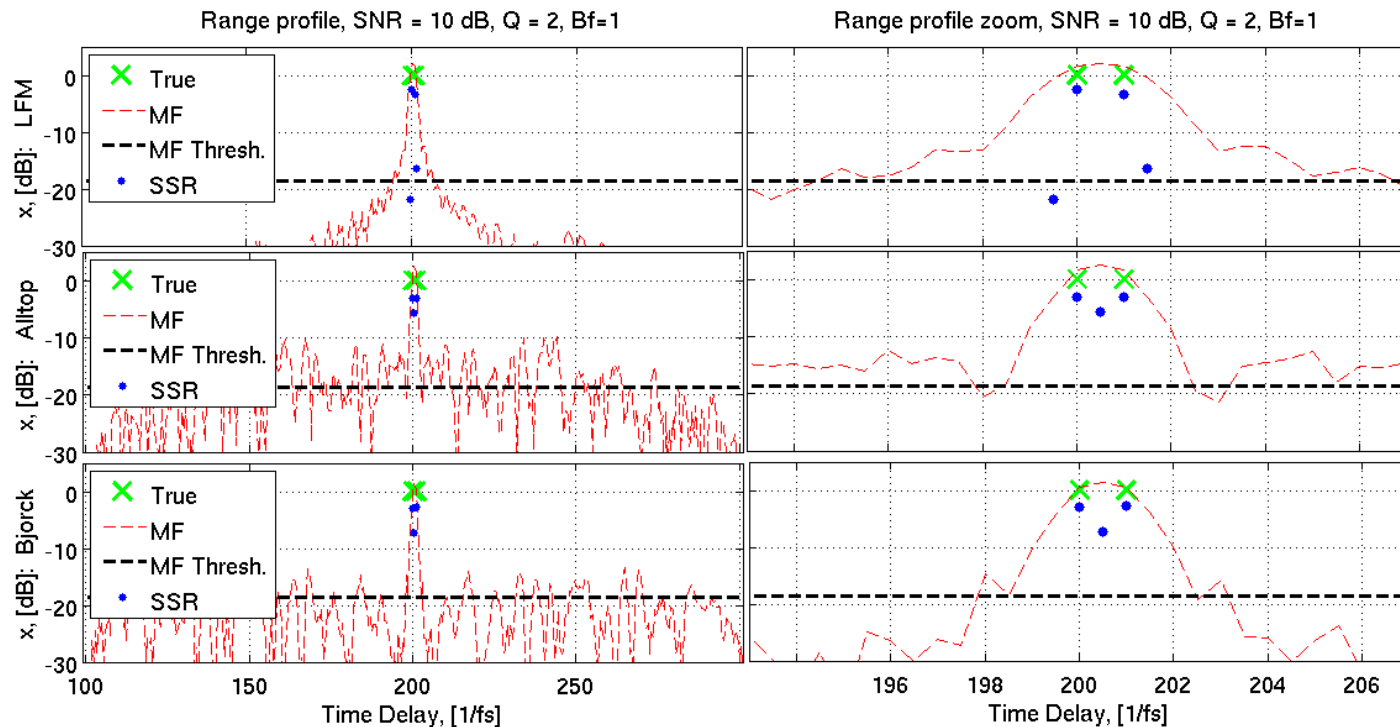 Range profile, SNR = 10 dB, Q = 2, Bf=1
Range profile zoom, SNR = 10 dB, Q = 2, Bf=1
x, [dB]: LFM
0
-10
-20
-30
True
MF
MF Thresh.
SSR
x, [dB]: Alltop
0
-10
-20
-30
True
MF
MF Thresh.
SSR
x, [dB]: Bjorck
0
-10
-20
-30
True
MF
MF Thresh.
SSR
100 150 200 250
Time Delay, [1/fs]
196 198 200 202 204 206
Time Delay, [1/fs]